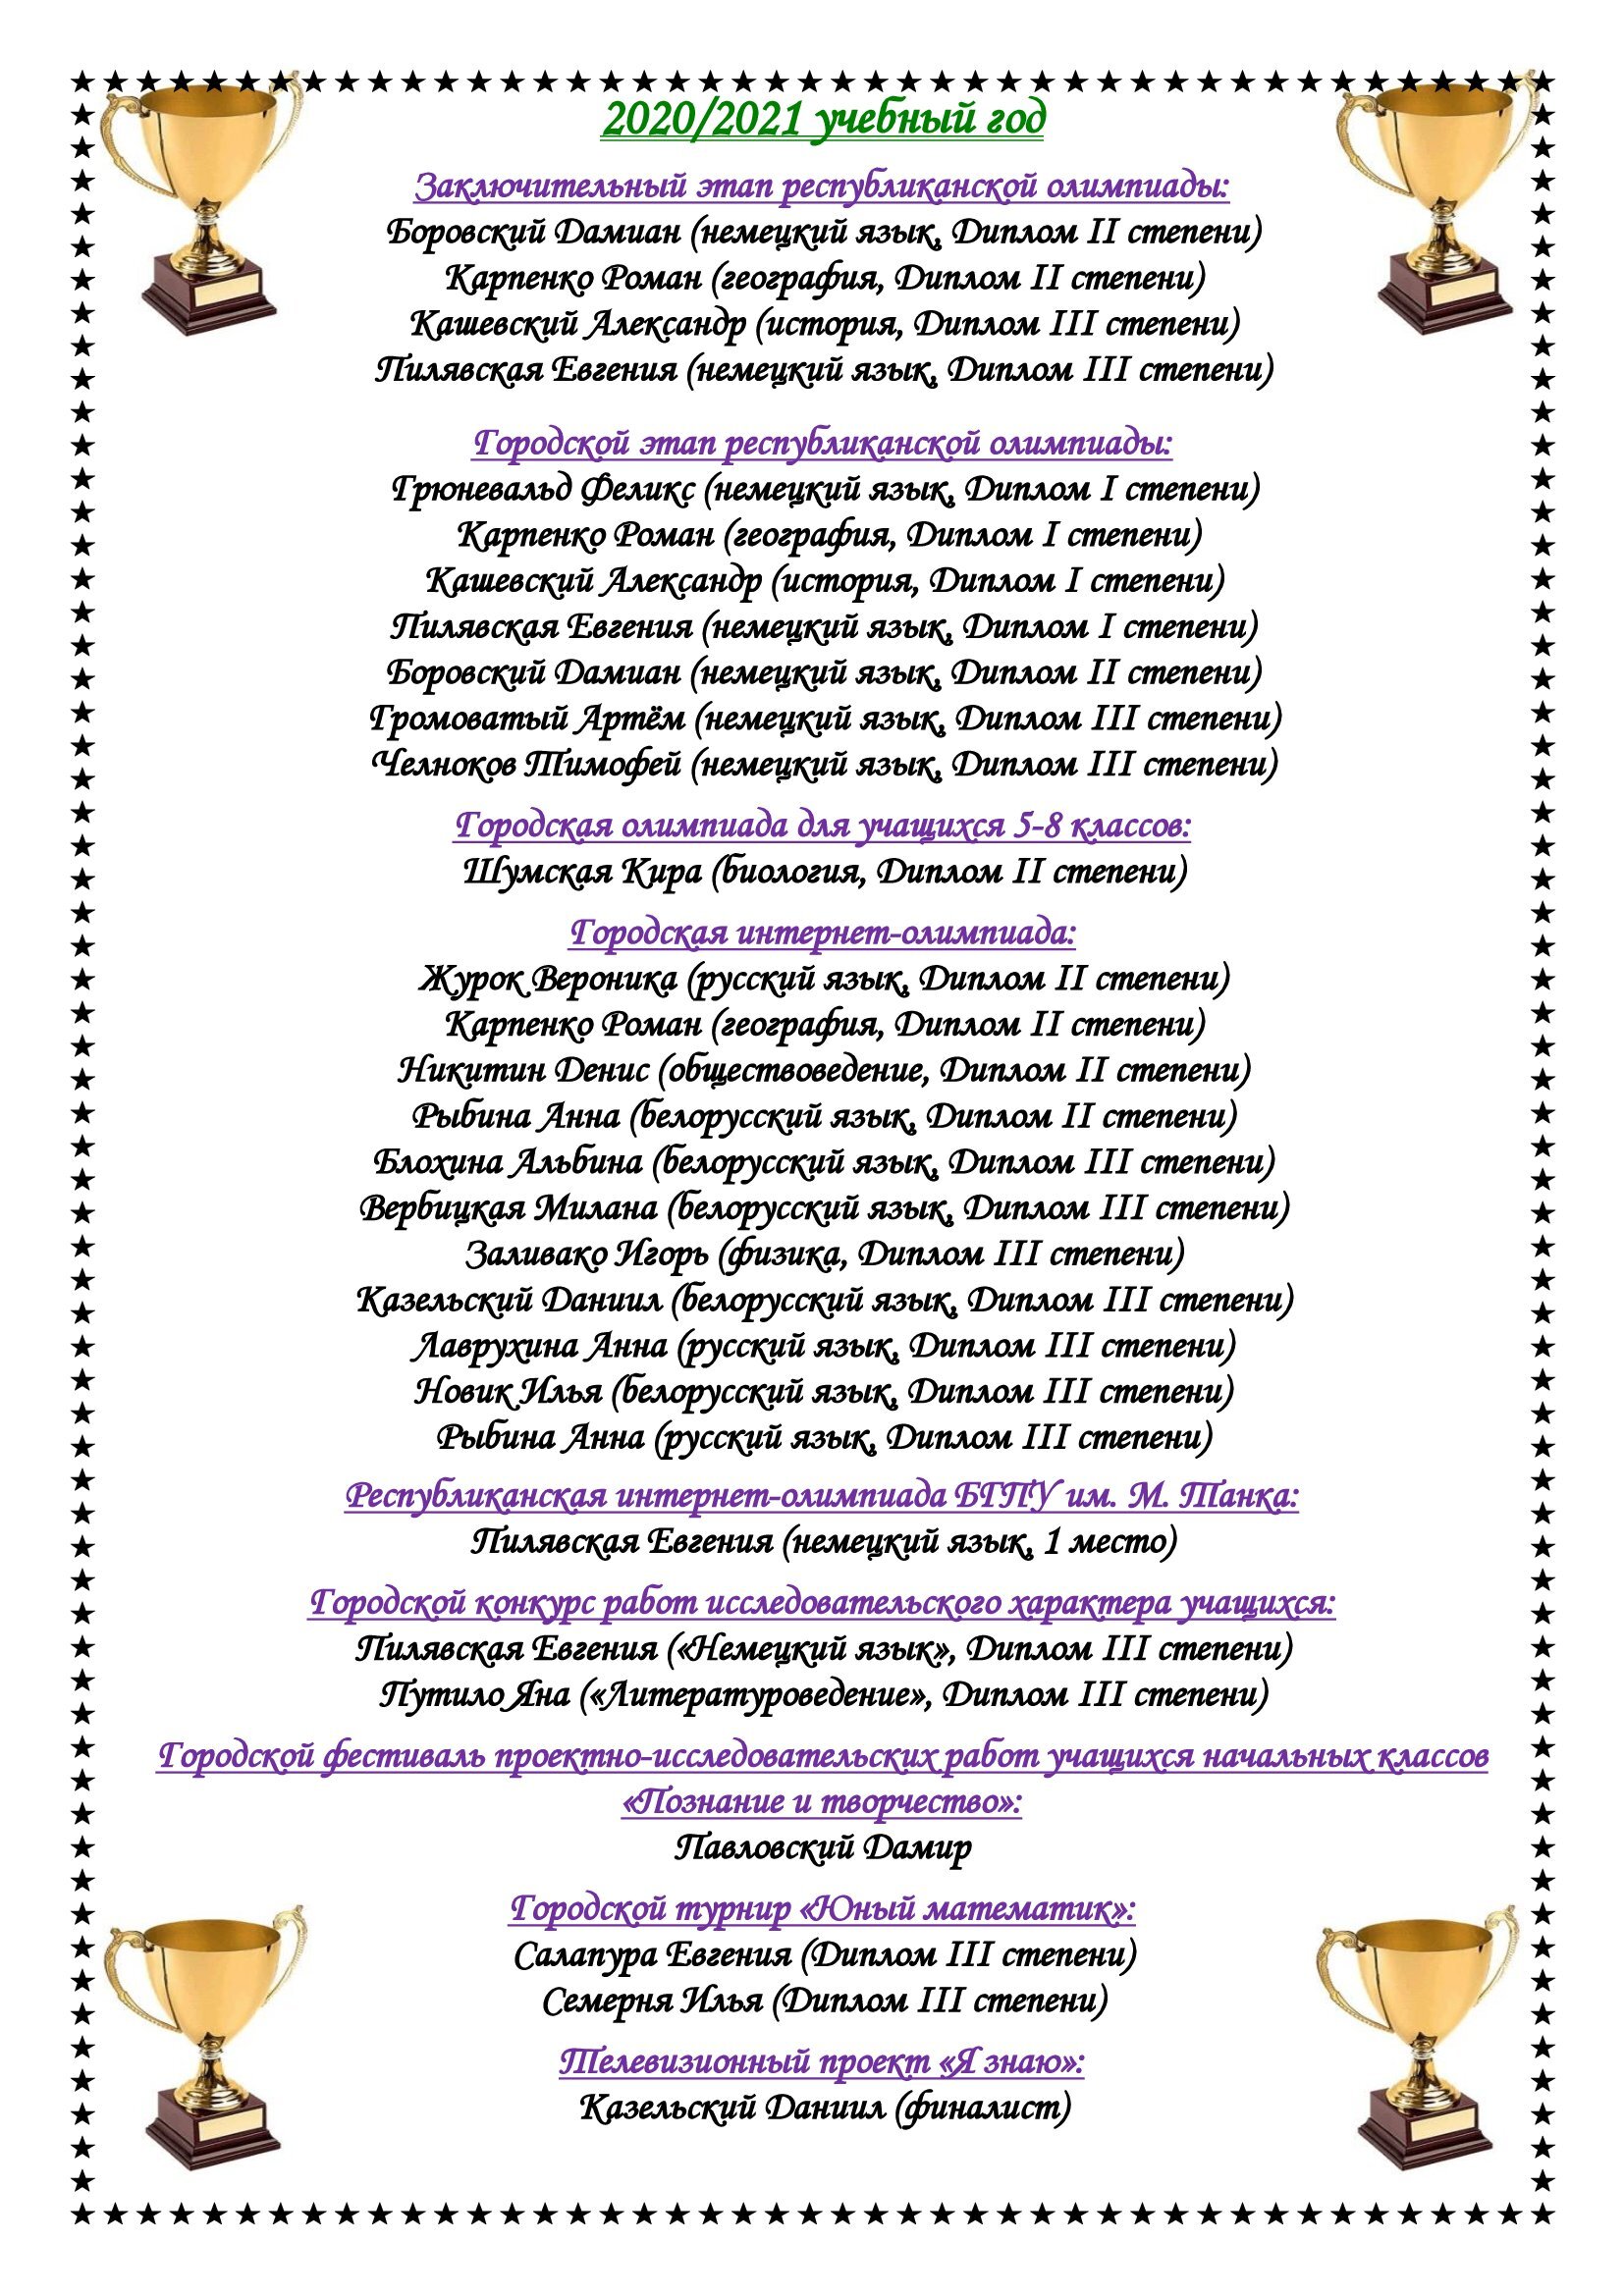 2020/2021 учебный год
Заключительный этап республиканской олимпиады:
Боровский Дамиан (немецкий язык, Диплом II степени)
Карпенко Роман (география, Диплом II степени)
Кашевский Александр (история, Диплом III степени)
Пилявская Евгения (немецкий язык, Диплом III степени)
Городской этап республиканской олимпиады:
Грюневальд Феликс (немецкий язык, Диплом I степени)
Карпенко Роман (география, Диплом I степени)
Кашевский Александр (история, Диплом I степени)
Пилявская Евгения (немецкий язык, Диплом I степени)
Боровский Дамиан (немецкий язык, Диплом II степени)
Громоватый Артём (немецкий язык, Диплом III степени)
Челноков Тимофей (немецкий язык, Диплом III степени)
Городская олимпиада для учащихся 5-8 классов:
Шумская Кира (биология, Диплом II степени)
Городская интернет-олимпиада:
Журок Вероника (русский язык, Диплом II степени)
Карпенко Роман (география, Диплом II степени)
Никитин Денис (обществоведение, Диплом II степени)
Рыбина Анна (белорусский язык, Диплом II степени)
Блохина Альбина (белорусский язык, Диплом III степени)
Вербицкая Милана (белорусский язык, Диплом III степени)
Заливако Игорь (физика, Диплом III степени)
Казельский Даниил (белорусский язык, Диплом III степени)
Лаврухина Анна (русский язык, Диплом III степени)
Новик Илья (белорусский язык, Диплом III степени)
Рыбина Анна (русский язык, Диплом III степени)
Республиканская интернет-олимпиада БГПУ им. М. Танка:
Пилявская Евгения (немецкий язык, 1 место)
Городской конкурс работ исследовательского характера учащихся:
Пилявская Евгения («Немецкий язык», Диплом III степени)
Путило Яна («Литературоведение», Диплом III степени)
Городской фестиваль проектно-исследовательских работ учащихся начальных классов
«Познание и творчество»:
Павловский Дамир
Городской турнир «Юный математик»:
Салапура Евгения (Диплом III степени)
Семерня Илья (Диплом III степени)
Телевизионный проект «Я знаю»:
Казельский Даниил (финалист)